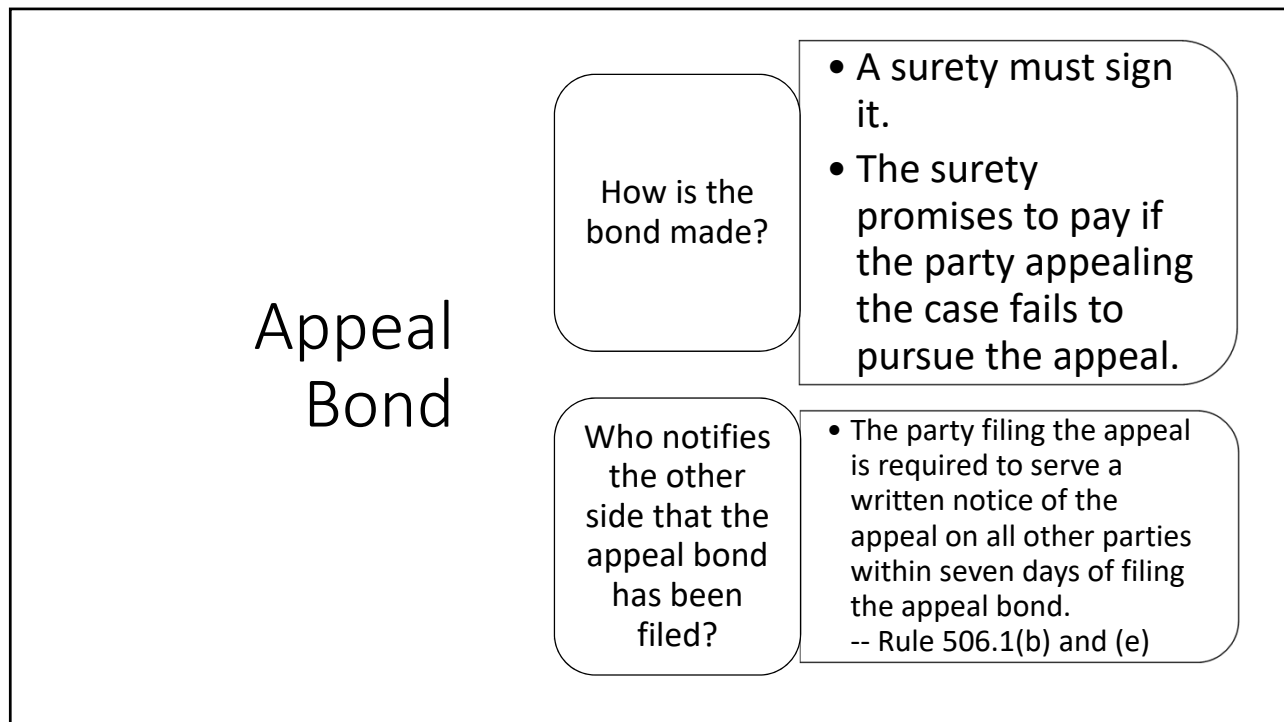 Appeal
Bond
How is the
bond made?
• A surety must sign
it.
• The surety
promises to pay if
the party appealing
the case fails to
pursue the appeal.
Who notifies
the other
side that the
appeal bond
has been
filed?
• The party filing the appeal
is required to serve a
written notice of the
appeal on all other parties
within seven days of filing
the appeal bond.
-- Rule 506.1(b) and (e)